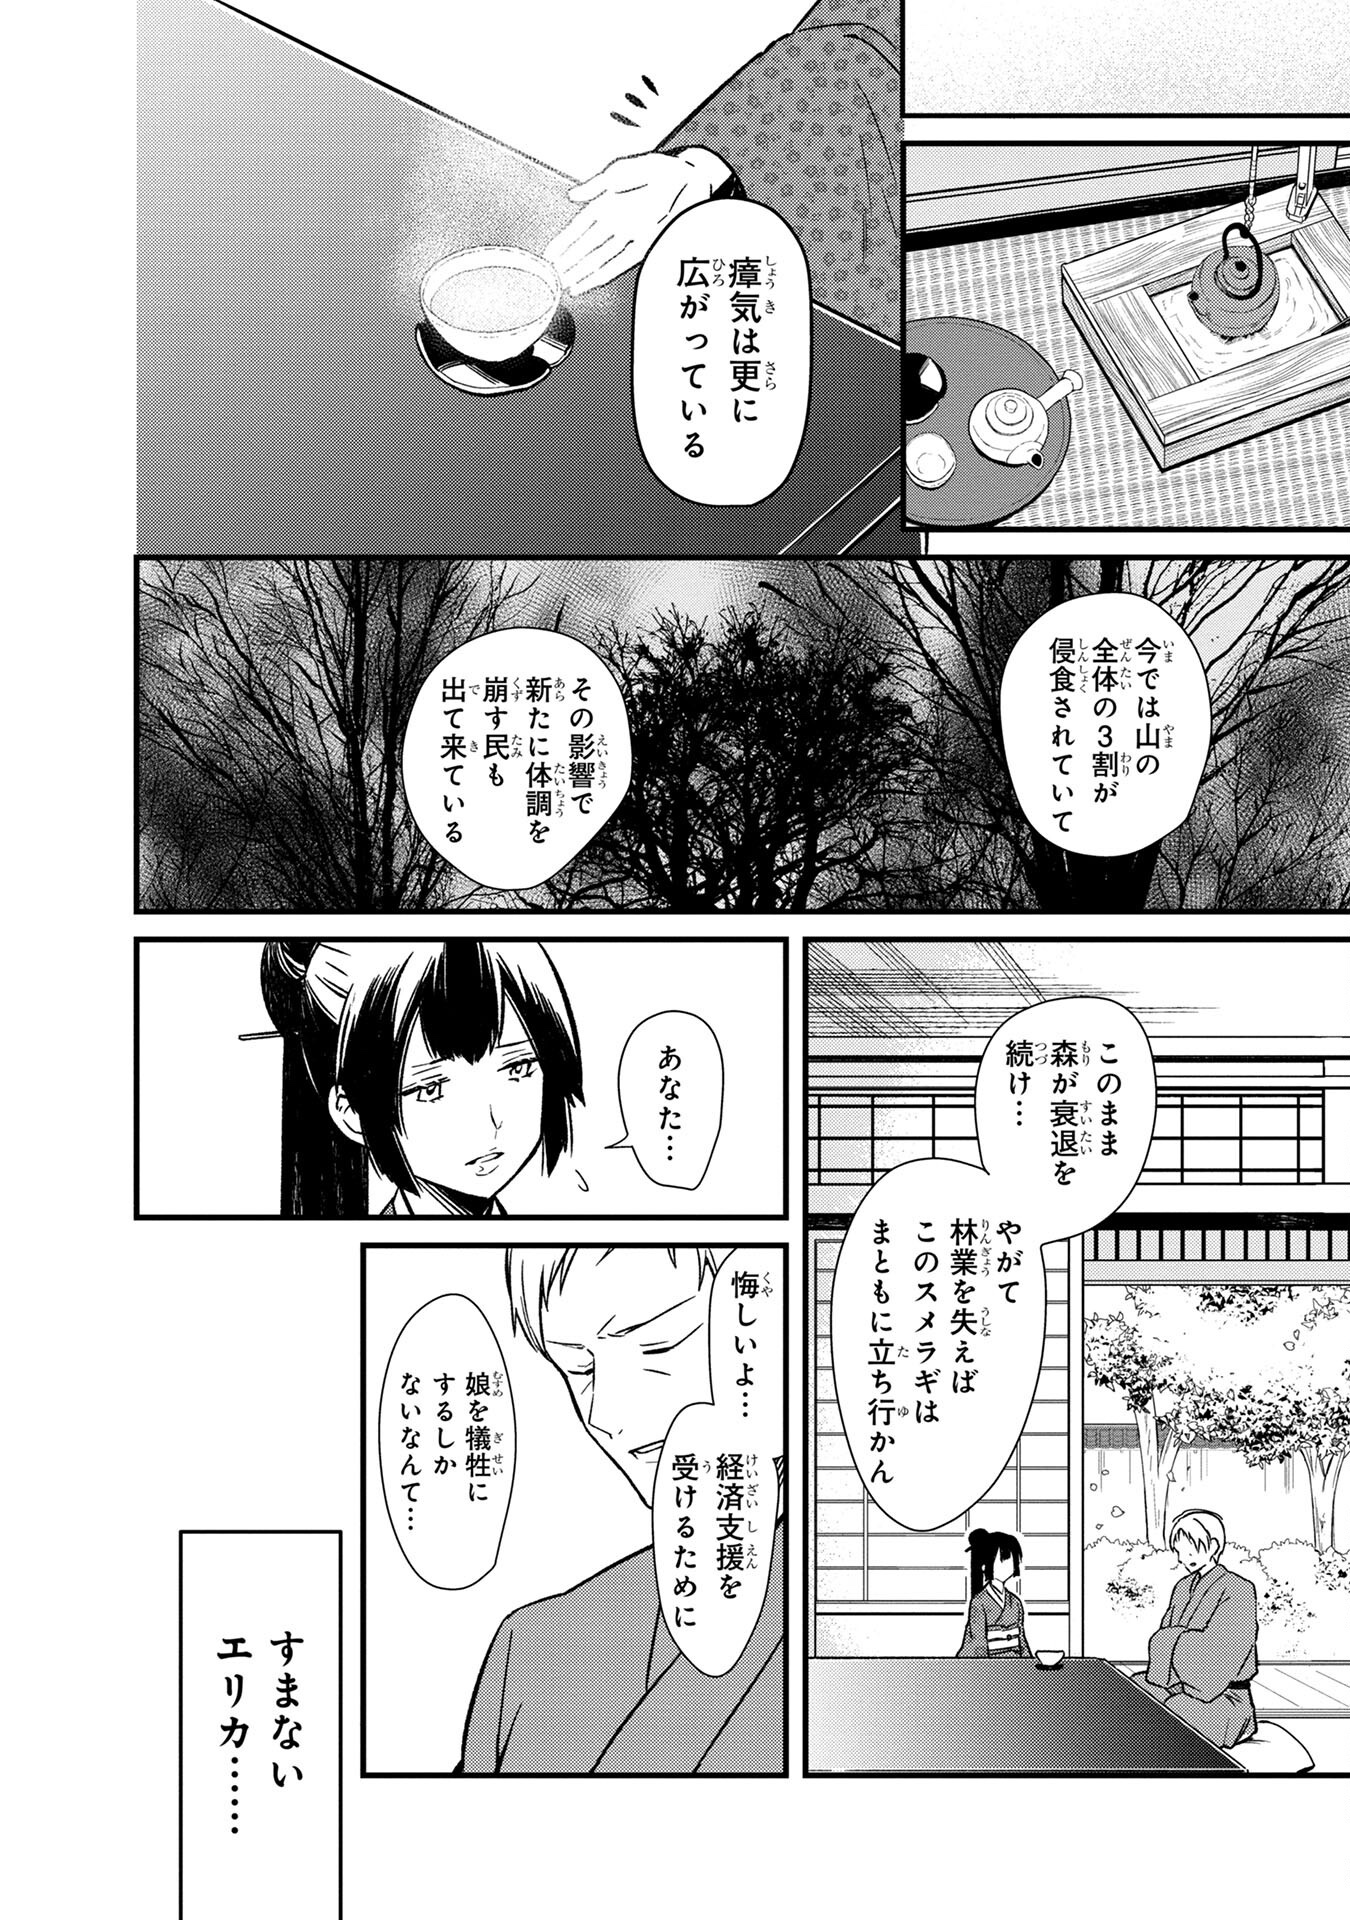 瘴気は更に
広がっている
今では山の
全体の3割が
侵食されていて
その影響で
新たに体調を
崩す民も
出て来ている
このまま
森が衰退を
続け…
やがて
林業を失えば
このスメラギは
まともに立ち行かん
あなた…
悔しいよ…
経済支援を
受けるために
娘を犠牲に
するしか
ないなんて…
すまない
エリカ……